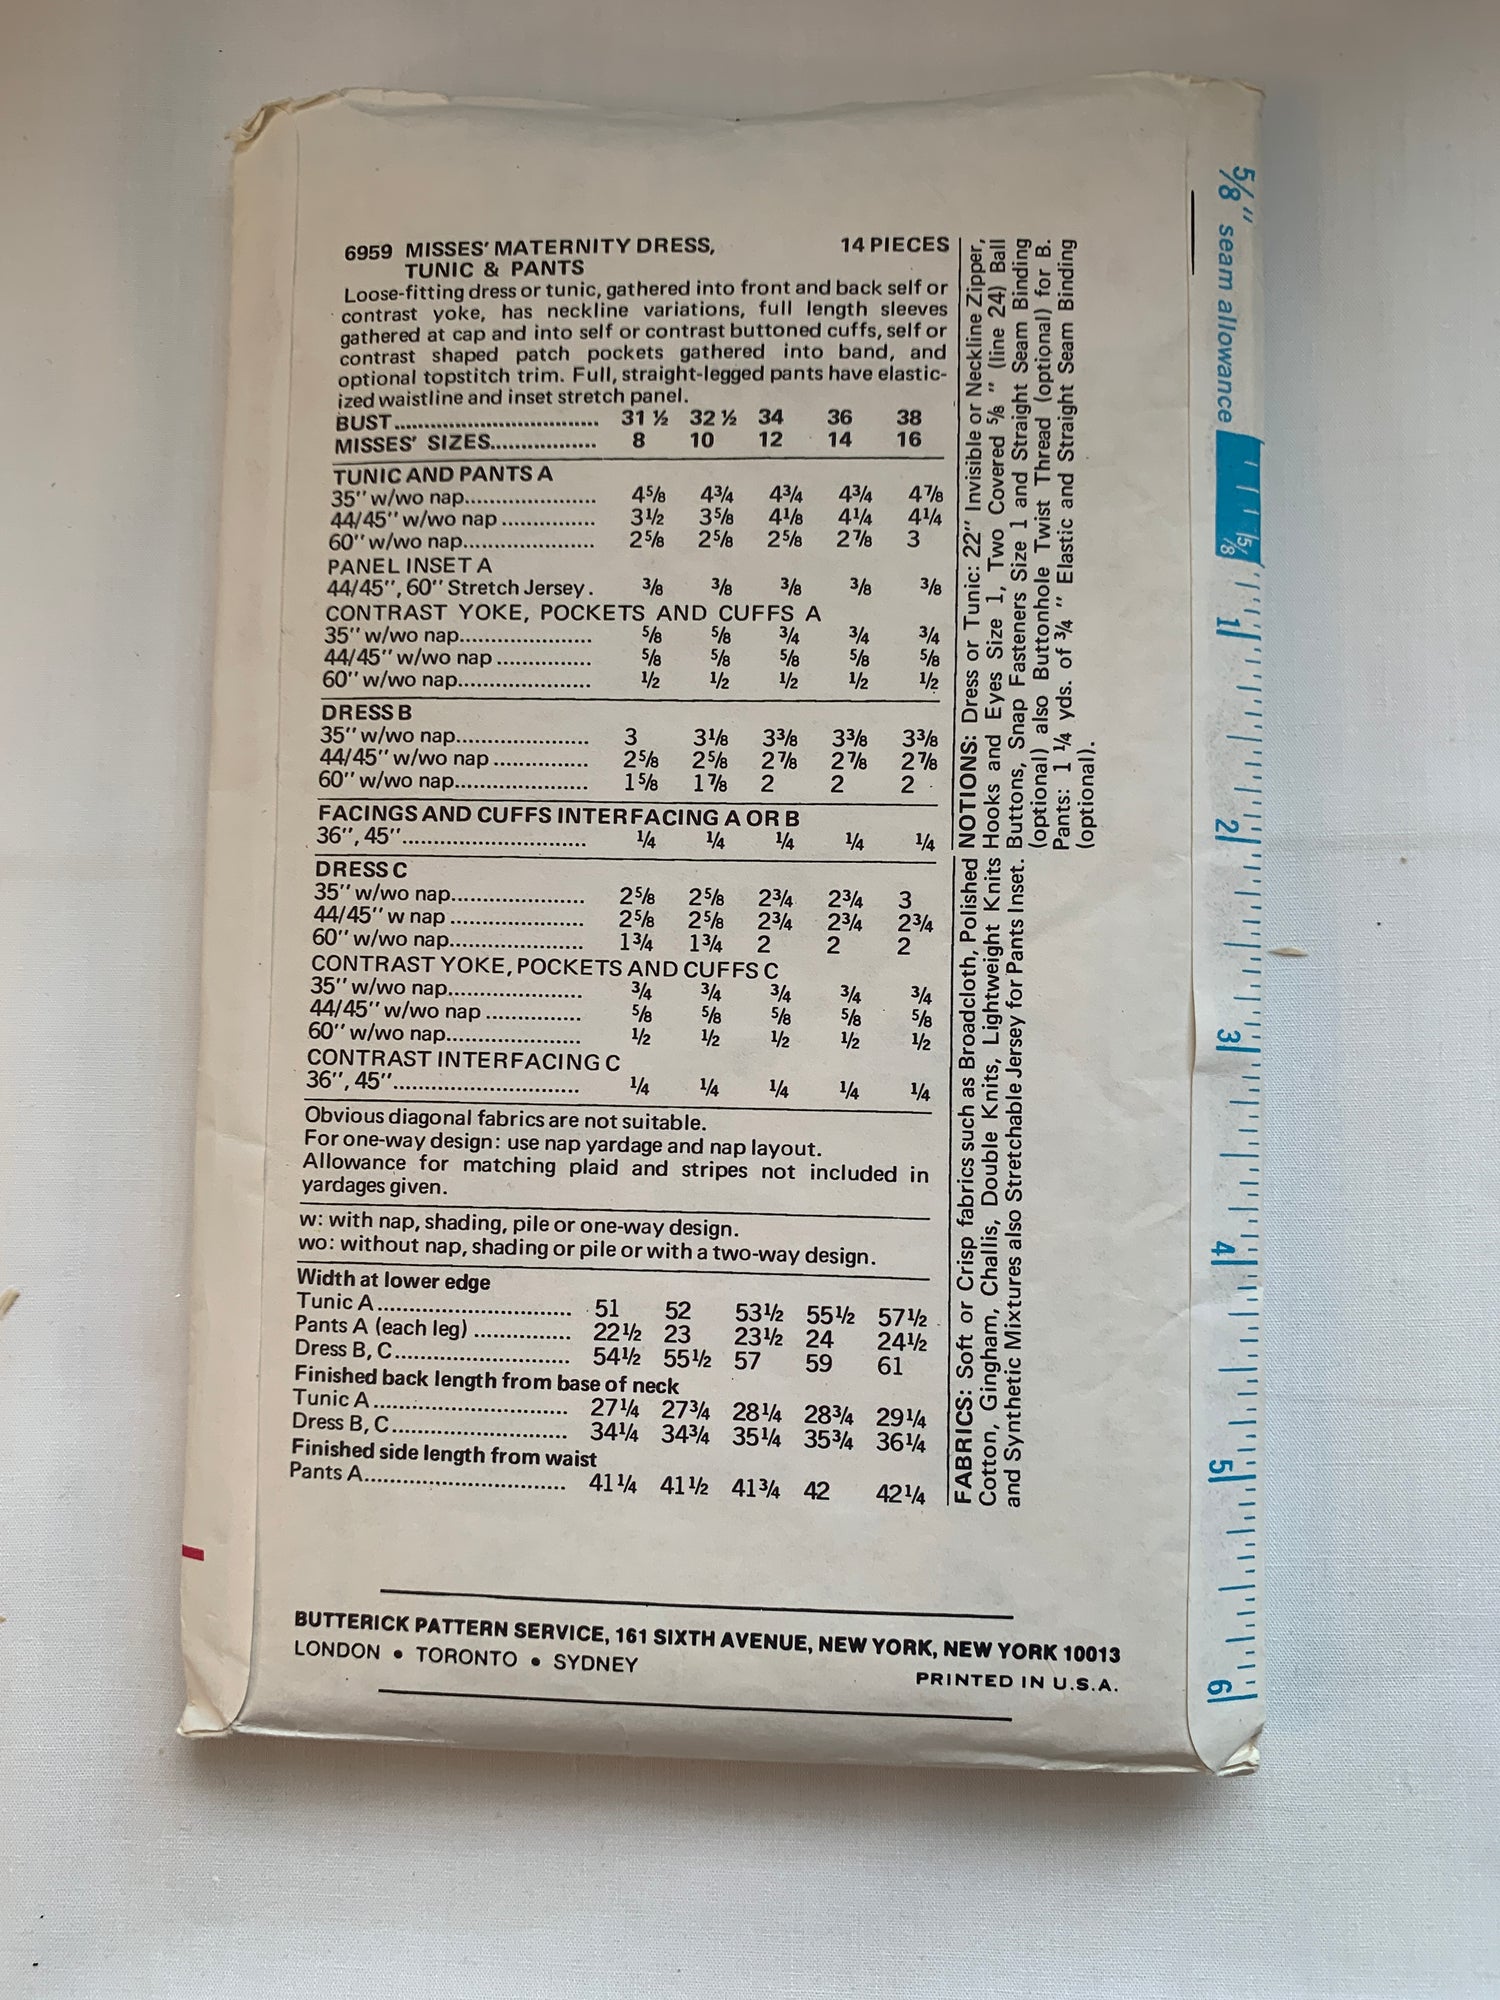 6959 MISSES' MATERNITY DRESS, 14 PIECES
TUNIC & PANTS
Loose-fitting dress or tunic, gathered into front and back self or
contrast yoke, has neckline variations, full length sleeves
gathered at cap and into self or contrast buttoned cuffs, self or
contrast shaped patch pockets gathered into band, and
optional topstitch trim. Full, straight-legged pants have elastic-
ized waistline and inset stretch panel.
BUST.................................. 31 ½ 32 ½ 34 36 38
MISSES' SIZES.................. 8 10 12 14 16
TUNIC AND PANTS A
35" w/wo nap...................... 4⅝ 4¾ 4¾ 4¾ 4⅞
44/45" w/wo nap ................ 3½ 3⅝ 4⅛ 4¼ 4¼
60" w/wo nap...................... 2⅝ 2⅝ 2⅝ 2⅞ 3
PANEL INSET A
44/45", 60" Stretch Jersey . ⅜ ⅜ ⅜ ⅜ ⅜
CONTRAST YOKE, POCKETS AND CUFFS A
35" w/wo nap...................... ⅝ ⅝ ¾ ¾ ¾
44/45" w/wo nap ................ ⅝ ⅝ ⅝ ⅝ ⅝
60" w/wo nap...................... ½ ½ ½ ½ ½
DRESS B
35" w/wo nap...................... 3 3⅛ 3⅜ 3⅜ 3⅜
44/45" w/wo nap ................ 2⅝ 2⅝ 2⅞ 2⅞ 2⅞
60" w/wo nap...................... 1⅝ 1⅞ 2 2 2
FACINGS AND CUFFS INTERFACING A OR B
36", 45".............................. ¼ ¼ ¼ ¼ ¼
DRESS C
35" w/wo nap...................... 2⅝ 2⅝ 2¾ 2¾ 3
44/45" w nap ...................... 2⅝ 2⅝ 2¾ 2¾ 2¾
60" w/wo nap...................... 1¾ 1¾ 2 2 2
CONTRAST YOKE, POCKETS AND CUFFS C
35" w/wo nap...................... ¾ ¾ ¾ ¾ ¾
44/45" w/wo nap ................ ⅝ ⅝ ⅝ ⅝ ⅝
60" w/wo nap...................... ½ ½ ½ ½ ½
CONTRAST INTERFACING C
36", 45".............................. ¼ ¼ ¼ ¼ ¼
Obvious diagonal fabrics are not suitable.
For one-way design: use nap yardage and nap layout.
Allowance for matching plaid and stripes not included in
yardages given.
w: with nap, shading, pile or one-way design.
wo: without nap, shading or pile or with a two-way design.
Width at lower edge
Tunic A............................... 51 52 53½ 55½ 57½
Pants A (each leg) ............... 22½ 23 23½ 24 24½
Dress B, C............................ 54½ 55½ 57 59 61
Finished back length from base of neck
Tunic A............................... 27¼ 27¾ 28¼ 28¾ 29¼
Dress B, C............................ 34¼ 34¾ 35¼ 35¾ 36¼
Finished side length from waist
Pants A................................ 41¼ 41½ 41¾ 42 42¼
NOTIONS: Dress or Tunic: 22" Invisible or Neckline Zipper,
Hooks and Eyes Size 1, Two Covered ⅝ " (line 24) Ball
Buttons, Snap Fasteners Size 1 and Straight Seam Binding
(optional) also Buttonhole Twist Thread (optional) for B.
Pants: 1 ¼ yds. of ¾ " Elastic and Straight Seam Binding
(optional).
FABRICS: Soft or Crisp fabrics such as Broadcloth, Polished
Cotton, Gingham, Challis, Double Knits, Lightweight Knits
and Synthetic Mixtures also Stretchable Jersey for Pants Inset.
5/8" seam allowance
5/8
1
2
3
4
5
6
BUTTERICK PATTERN SERVICE, 161 SIXTH AVENUE, NEW YORK, NEW YORK 10013
LONDON • TORONTO • SYDNEY
PRINTED IN U.S.A.